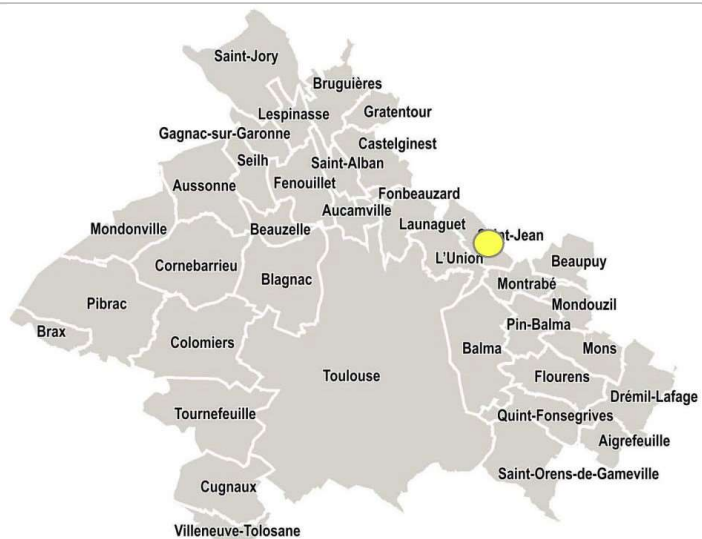 Saint-Jory
Bruguières
Lespinasse
Gratentour
Gagnac-sur-Garonne
Castelginest
Seilh
Saint-Alban
Aussonne
Fenouillet
Fonbeauzard
Aucamville
Launaguet
Mondonville
Beauzelle
Saint-Jean
L'Union
Beaupuy
Cornebarrieu
Blagnac
Montrabé
Pibrac
Mondouzil
Pin-Balma
Brax
Colomiers
Balma
Mons
Toulouse
Flourens
Drémil-Lafage
Tournefeuille
Quint-Fonsegrives
Aigrefeuille
Saint-Orens-de-Gameville
Cugnaux
Villeneuve-Tolosane